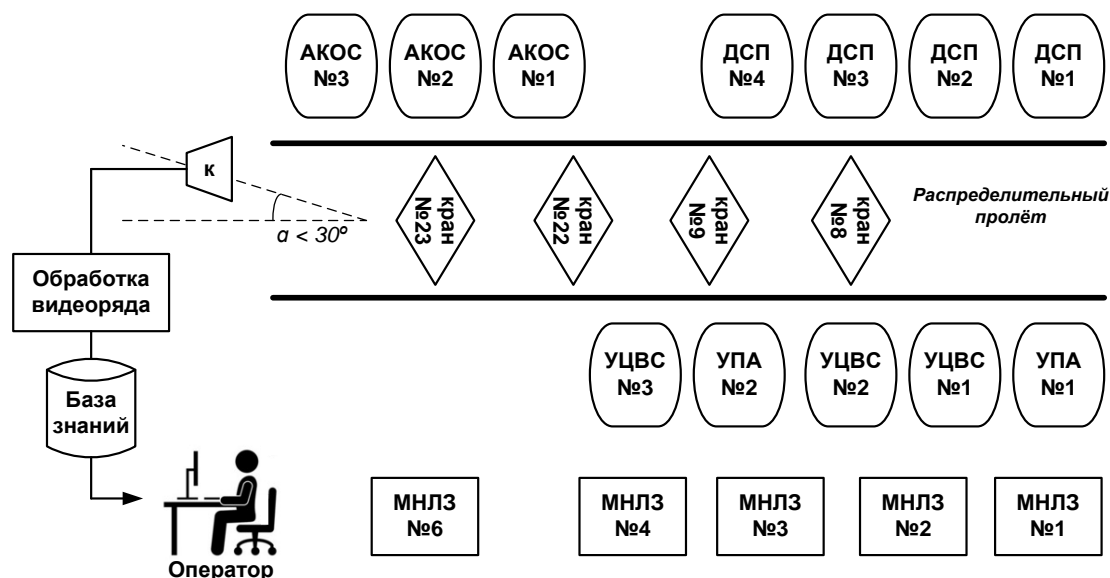 АКОС
№3
АКОС
№2
АКОС
№1
ДСП
№4
ДСП
№3
ДСП
№2
ДСП
№1
к
α < 30º
кран
№23
кран
№22
кран
№9
кран
№8
Распределительный
пролёт
Обработка
видеоряда
База
знаний
Оператор
УЦВС
№3
УПА
№2
УЦВС
№2
УЦВС
№1
УПА
№1
МНЛЗ
№6
МНЛЗ
№4
МНЛЗ
№3
МНЛЗ
№2
МНЛЗ
№1